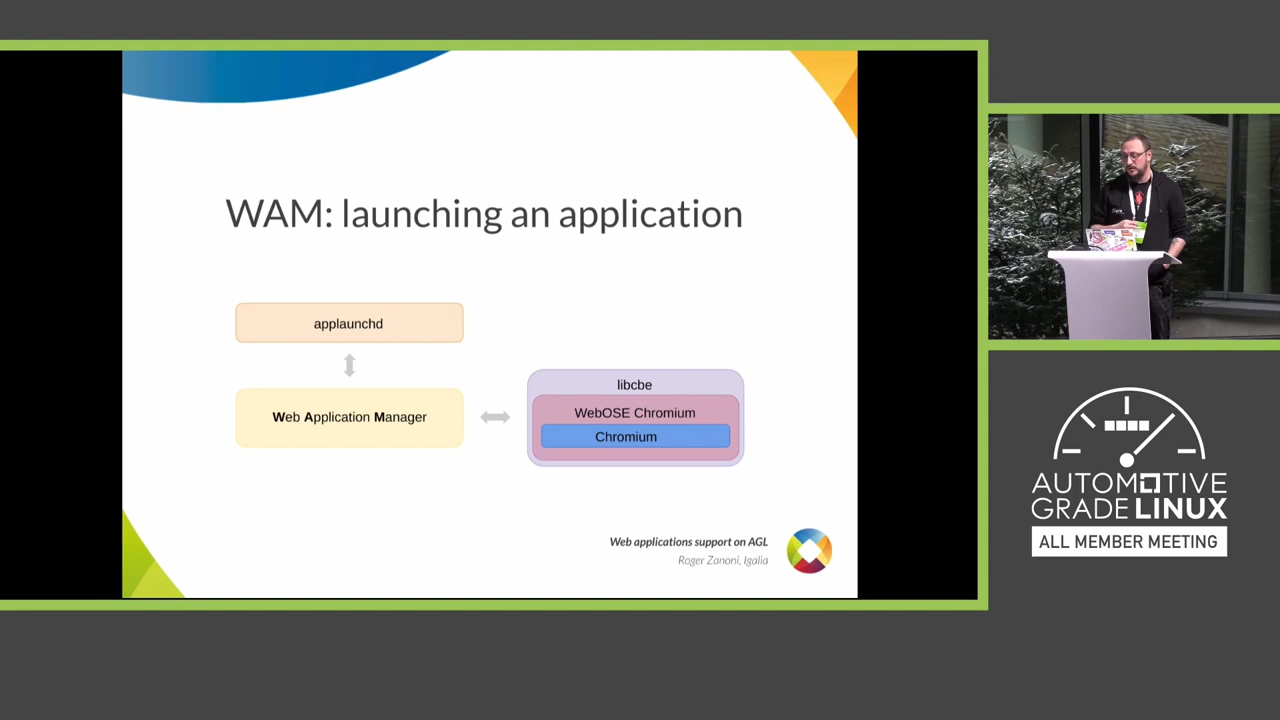 WAM: launching an application
applaunchd
Web Application Manager
libcbe
WebOSE Chromium
Chromium
Web applications support on AGL
Roger Zanoni, Igalia
AUTOMOTIVE
GRADE LINUX
ALL MEMBER MEETING